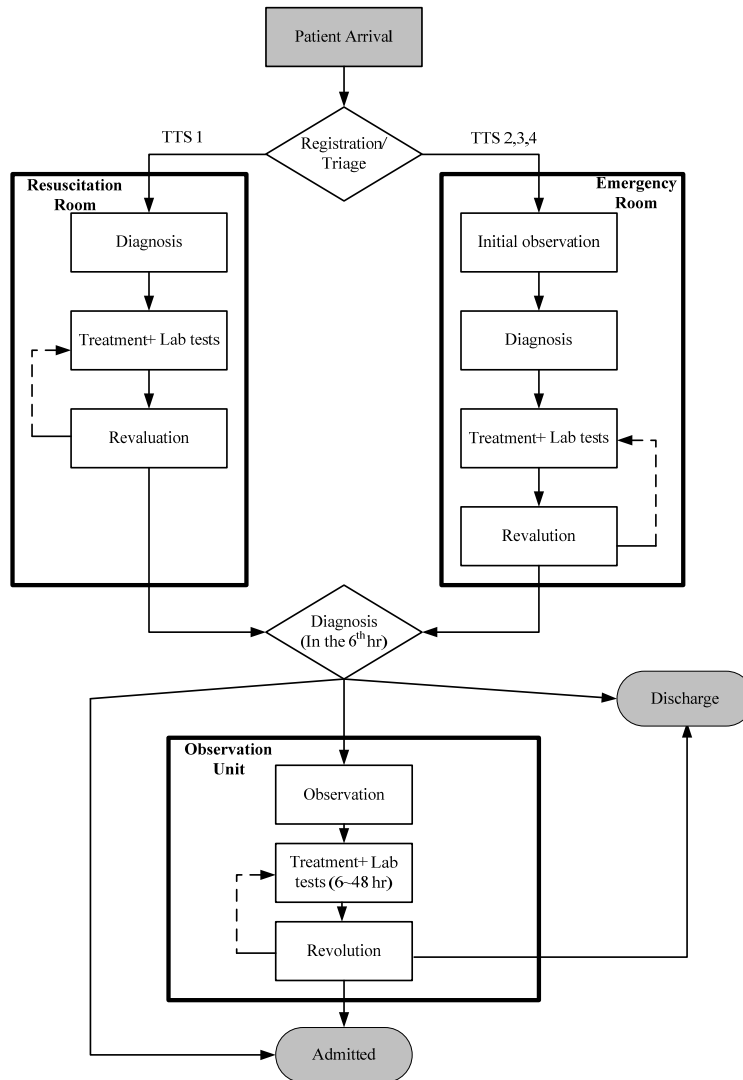 Patient Arrival
TTS 1
TTS 2,3,4
Registration/
Triage
Resuscitation
Room
Diagnosis
Treatment+ Lab tests
Revaluation
Emergency
Room
Initial observation
Diagnosis
Treatment+ Lab tests
Revalution
Diagnosis
(In the 6th hr)
Discharge
Observation
Unit
Observation
Treatment+ Lab
tests (6~48 hr)
Revolution
Admitted